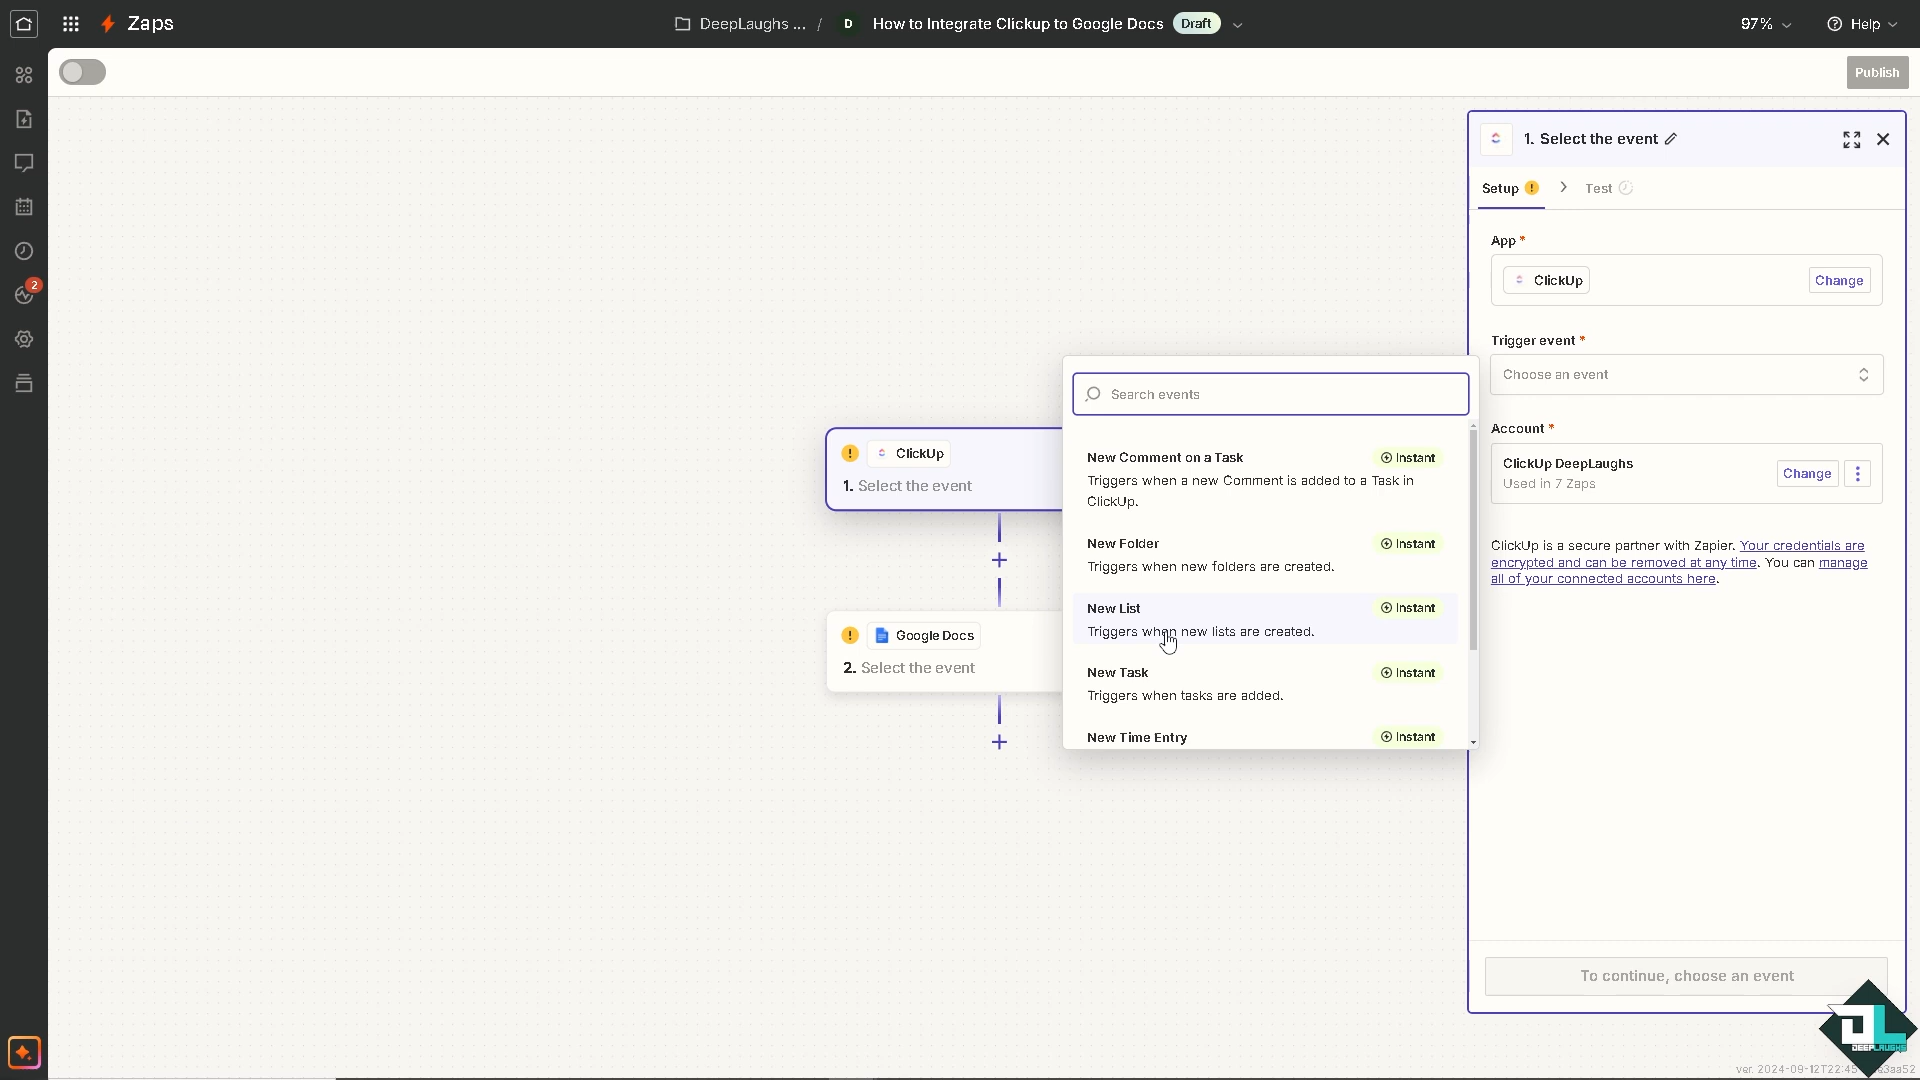 Zaps
DeepLaughs ... / D How to Integrate Clickup to Google Docs Draft
97%
Help
Publish
1. Select the event
Setup
Test
App *
ClickUp
Change
Trigger event *
Choose an event
Account *
ClickUp DeepLaughs
Used in 7 Zaps
Change
ClickUp is a secure partner with Zapier. Your credentials are
encrypted and can be removed at any time. You can manage
all of your connected accounts here.
To continue, choose an event
Search events
New Comment on a Task Instant
Triggers when a new Comment is added to a Task in
ClickUp.
New Folder Instant
Triggers when new folders are created.
New List Instant
Triggers when new lists are created.
New Task Instant
Triggers when tasks are added.
New Time Entry Instant
ClickUp
1. Select the event
Google Docs
2. Select the event
2
DEEPLAUGHS
ver. 2024-09-12T22:45